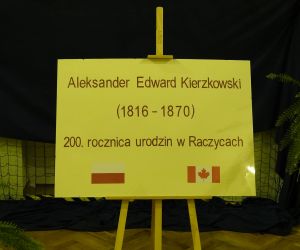 Aleksander Edward Kierzkowski
(1816 - 1870)
200. rocznica urodzin w Raczycach